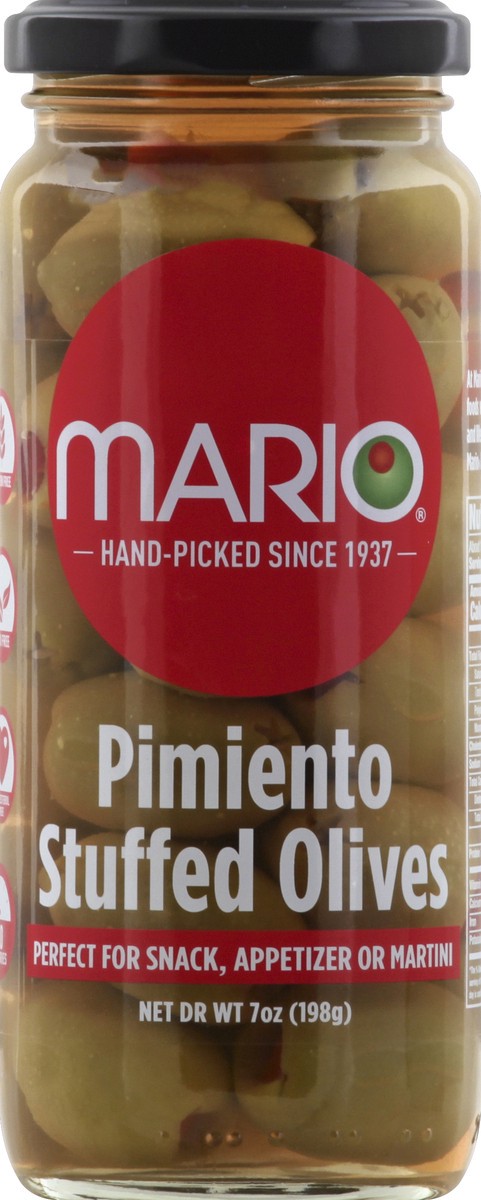 MARIO®
— HAND-PICKED SINCE 1937 —
Pimiento
Stuffed Olives
PERFECT FOR SNACK, APPETIZER OR MARTINI
NET DR WT 7oz (198g)